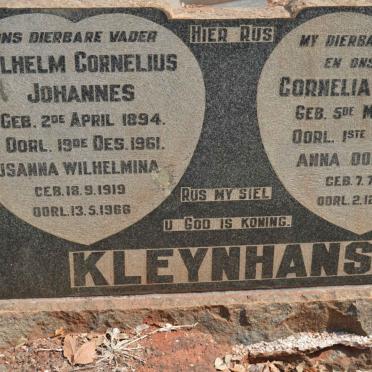 ONS DIERBARE VADER
LHELM CORNELIUS
JOHANNES
GEB. 2DE APRIL 1894.
OORL. 19DE DES. 1961.
USANNA WILHELMINA
GEB. 18.9.1919
OORL. 13.5.1966
HIER RUS
RUS MY SIEL
U GOD IS KONING.
MY DIERBA
EN ONS
CORNELIA
GEB. 5DE M
OORL. 1STE
ANNA DO
GEB. 7.7
OORL. 2.12
KLEYNHANS